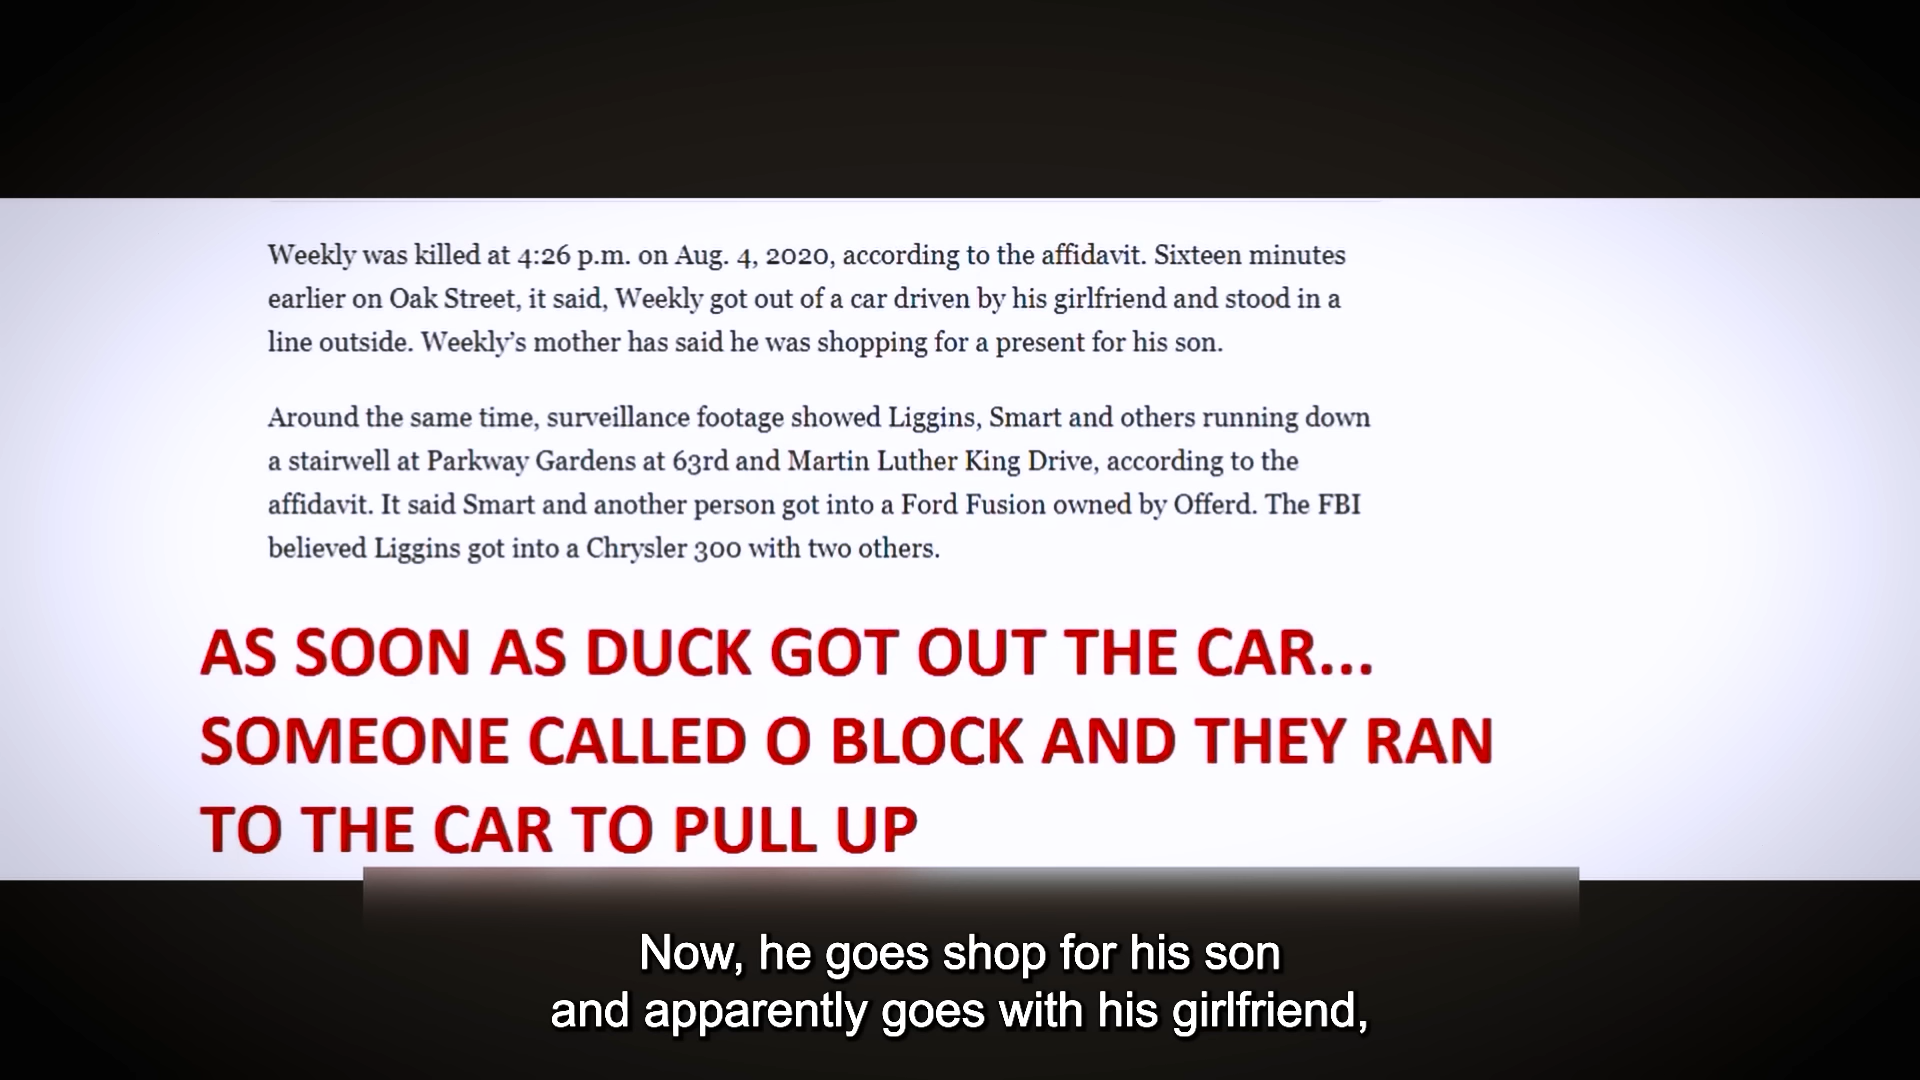 Weekly was killed at 4:26 p.m. on Aug. 4, 2020, according to the affidavit. Sixteen minutes
earlier on Oak Street, it said, Weekly got out of a car driven by his girlfriend and stood in a
line outside. Weekly’s mother has said he was shopping for a present for his son.
Around the same time, surveillance footage showed Liggins, Smart and others running down
a stairwell at Parkway Gardens at 63rd and Martin Luther King Drive, according to the
affidavit. It said Smart and another person got into a Ford Fusion owned by Offerd. The FBI
believed Liggins got into a Chrysler 300 with two others.
AS SOON AS DUCK GOT OUT THE CAR...
SOMEONE CALLED O BLOCK AND THEY RAN
TO THE CAR TO PULL UP
Now, he goes shop for his son
and apparently goes with his girlfriend,